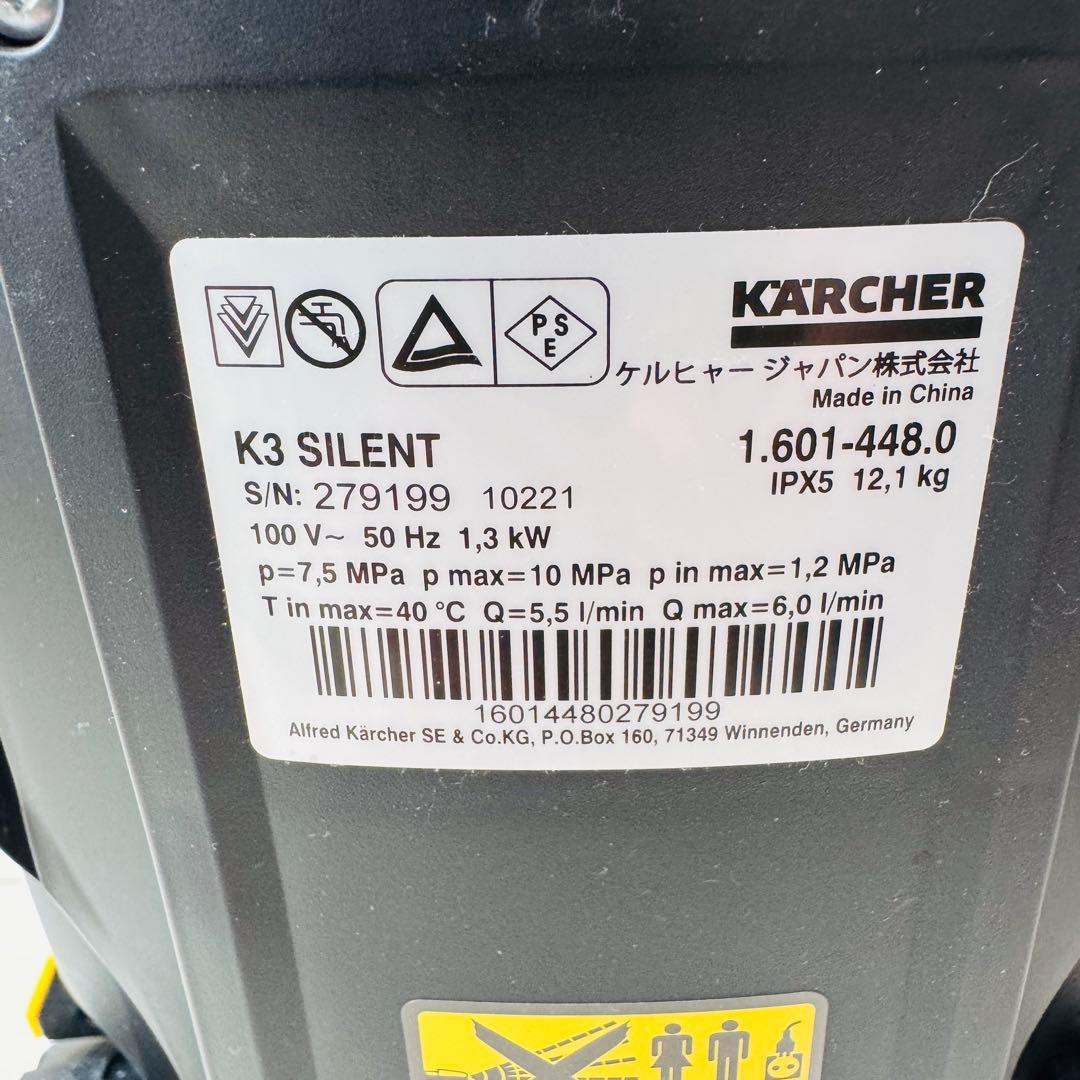 PS
E
KÄRCHER
ケルヒャー ジャパン株式会社
Made in China
K3 SILENT
1.601-448.0
S/N: 279199 10221
IPX5 12,1 kg
100 V~ 50 Hz 1,3 kW
p=7,5 MPa p max=10 MPa p in max=1,2 MPa
T in max=40 °C Q=5,5 l/min Q max=6,0 l/min
16014480279199
Alfred Kärcher SE & Co.KG, P.O.Box 160, 71349 Winnenden, Germany